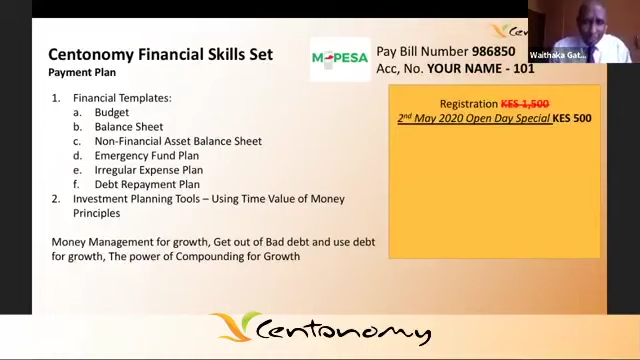 Centonomy Financial Skills Set
Payment Plan
M-PESA
Pay Bill Number 986850
Acc, No. YOUR NAME - 101
Waithaka Gat...
1. Financial Templates:
a. Budget
b. Balance Sheet
c. Non-Financial Asset Balance Sheet
d. Emergency Fund Plan
e. Irregular Expense Plan
f. Debt Repayment Plan
2. Investment Planning Tools – Using Time Value of Money
Principles
Money Management for growth, Get out of Bad debt and use debt
for growth, The power of Compounding for Growth
Registration KES 1,500
2nd May 2020 Open Day Special KES 500
Centonomy